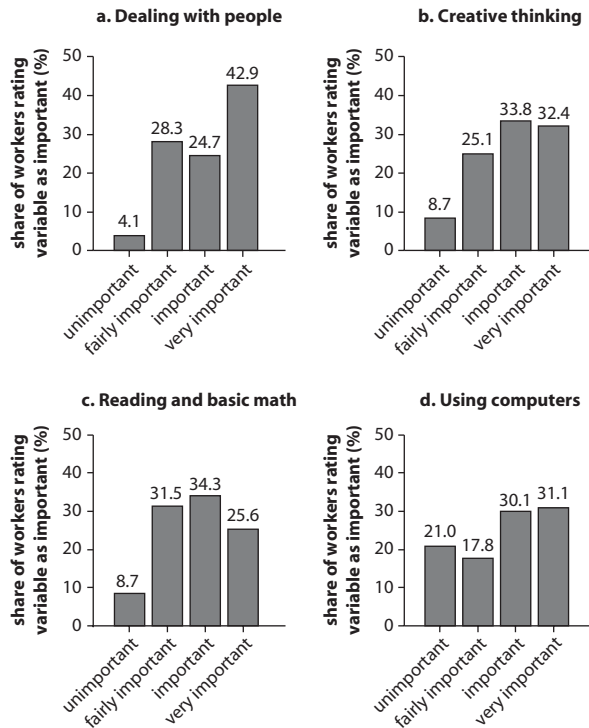 a. Dealing with people
share of workers rating
variable as important (%)
50
40
30
20
10
0
4.1
28.3
24.7
42.9
unimportant
fairly important
important
very important
b. Creative thinking
share of workers rating
variable as important (%)
50
40
30
20
10
0
8.7
25.1
33.8
32.4
unimportant
fairly important
important
very important
c. Reading and basic math
share of workers rating
variable as important (%)
50
40
30
20
10
0
8.7
31.5
34.3
25.6
unimportant
fairly important
important
very important
d. Using computers
share of workers rating
variable as important (%)
50
40
30
20
10
0
21.0
17.8
30.1
31.1
unimportant
fairly important
important
very important